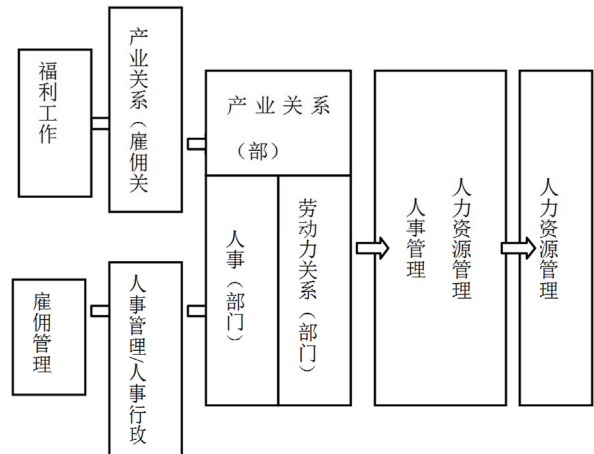 福利工作
产业关系（雇佣关
产业关系
（部）
人事（部门）
劳动力关系（部门）
雇佣管理
人事管理/人事行政
人事管理
人力资源管理
人力资源管理